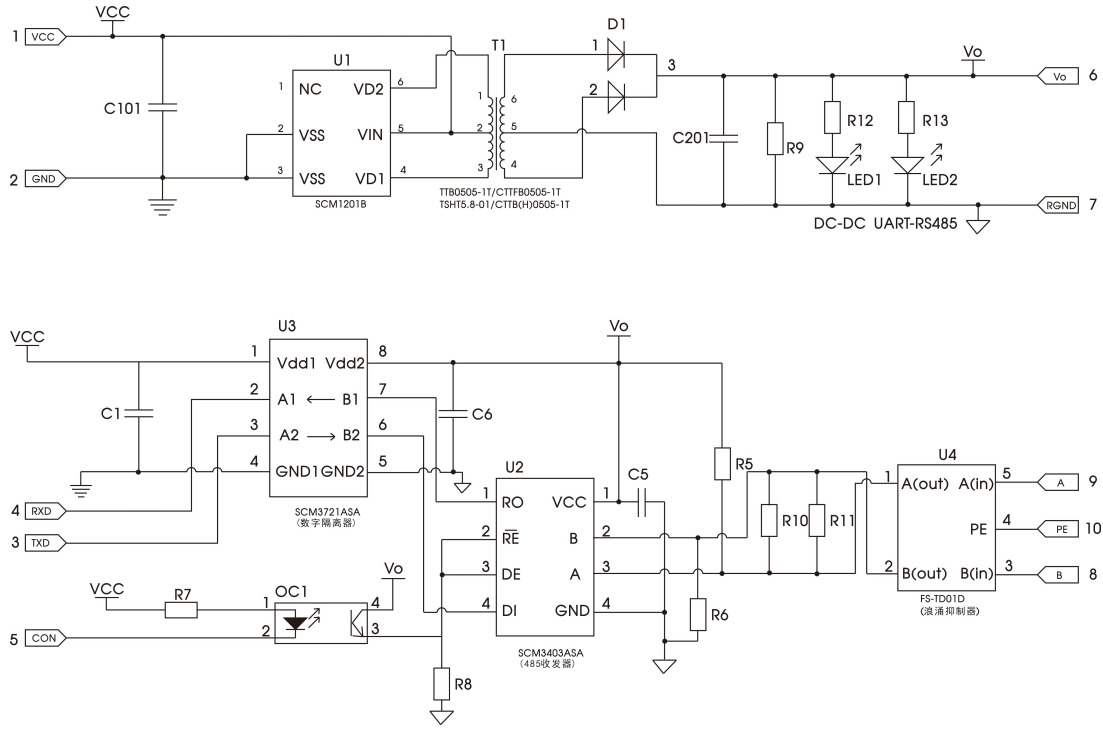 VCC
1 VCC
C101
2 GND
U1
1 NC VD2 6
2 VSS VIN 5
3 VSS VD1 4
SCM1201B
T1
1 6
2 5
3 4
TTB0505-1T/CTTFB0505-1T
TSHT5.8-01/CTTB(H)0505-1T
D1
1
2
3
Vo
Vo 6
C201
R9
R12
R13
LED1
LED2
RGND 7
DC-DC UART-RS485
VCC
U3
1 Vdd1 Vdd2 8
2 A1 B1 7
3 A2 B2 6
4 GND1 GND2 5
SCM3721ASA
(数字隔离器)
C1
C6
4 RXD
3 TXD
VCC
R7
OC1
1
2
Vo
4
3
5 CON
R8
Vo
U2
1 RO VCC 1
2 RE B 2
3 DE A 3
4 DI GND 4
SCM3403ASA
(485收发器)
C5
R5
R6
R10
R11
U4
1 A(out) A(in) 5
PE 4
2 B(out) B(in) 3
FS-TD01D
(浪涌抑制器)
A 9
PE 10
B 8